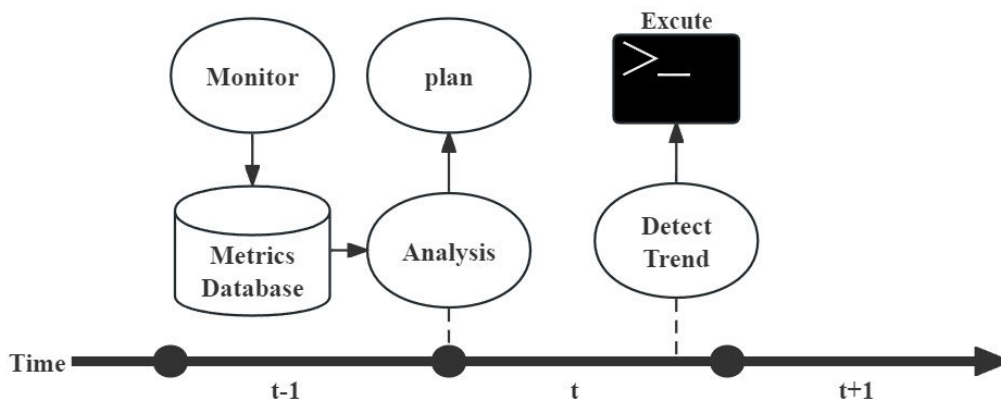 Excute
Monitor
plan
>_
Metrics
Database
Analysis
Detect
Trend
Time
t-1
t
t+1